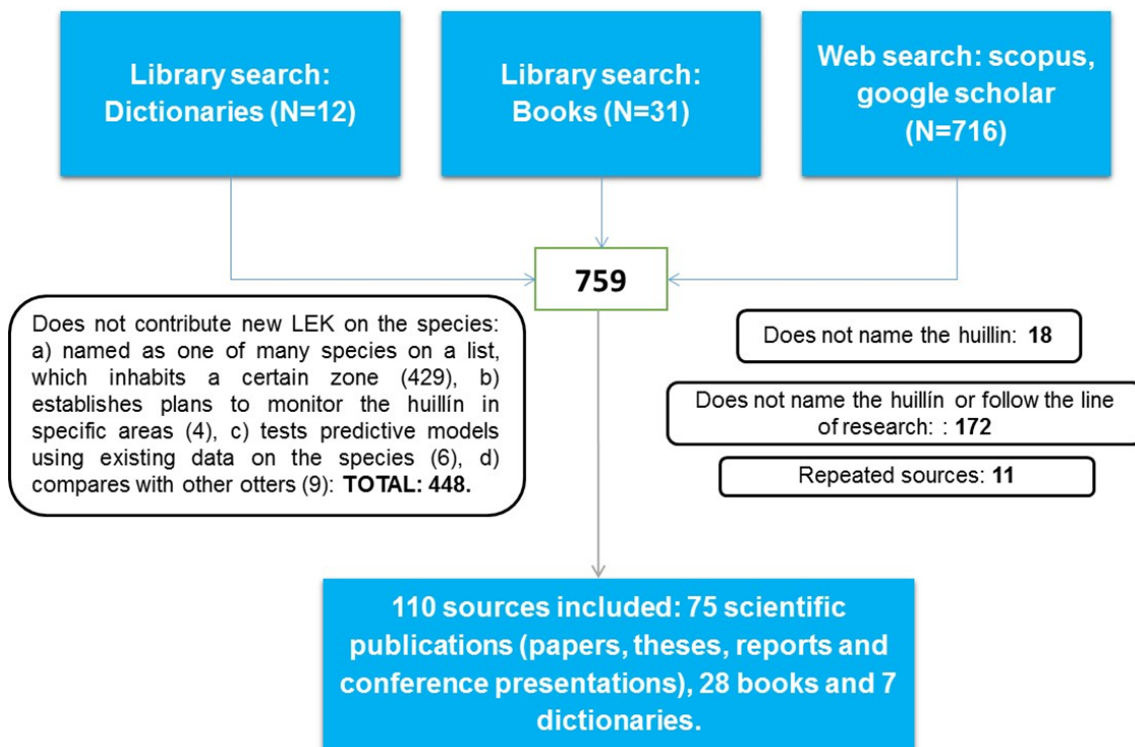 Library search:
Dictionaries (N=12)
Library search:
Books (N=31)
Web search: scopus,
google scholar
(N=716)
759
Does not contribute new LEK on the species:
a) named as one of many species on a list,
which inhabits a certain zone (429), b)
establishes plans to monitor the huillín in
specific areas (4), c) tests predictive models
using existing data on the species (6), d)
compares with other otters (9): TOTAL: 448.
Does not name the huillin: 18
Does not name the huillín or follow the line
of research: : 172
Repeated sources: 11
110 sources included: 75 scientific
publications (papers, theses, reports and
conference presentations), 28 books and 7
dictionaries.